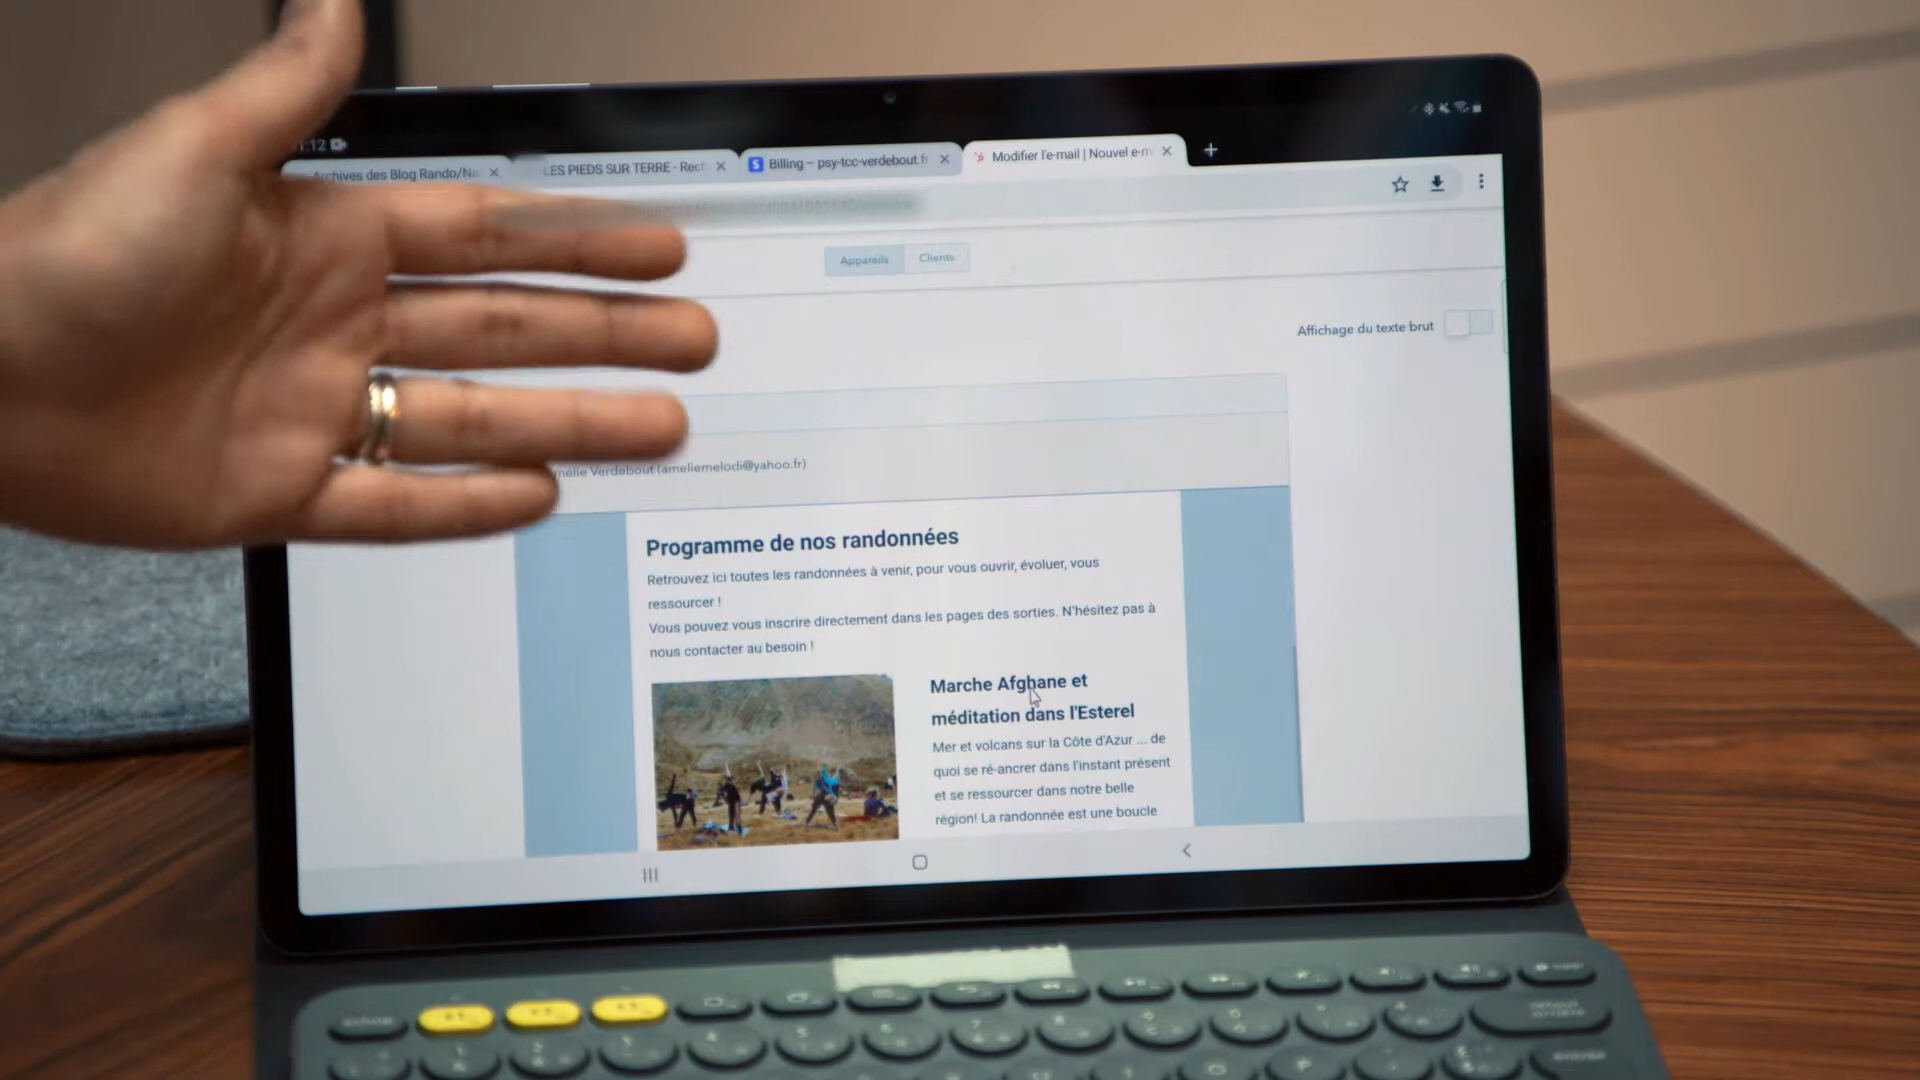 :12
Archives des Blog Rando/Na
LES PIEDS SUR TERRE - Rech
Billing – psy-tcc-verdebout.fr
Modifier l'e-mail | Nouvel e-m
Appareils
Clients
Affichage du texte brut
mélie Verdebout (ameliemelodi@yahoo.fr)
Programme de nos randonnées
Retrouvez ici toutes les randonnées à venir, pour vous ouvrir, évoluer, vous
ressourcer !
Vous pouvez vous inscrire directement dans les pages des sorties. N'hésitez pas à
nous contacter au besoin !
Marche Afghane et
méditation dans l'Esterel
Mer et volcans sur la Côte d'Azur ... de
quoi se ré-ancrer dans l'instant présent
et se ressourcer dans notre belle
région! La randonnée est une boucle